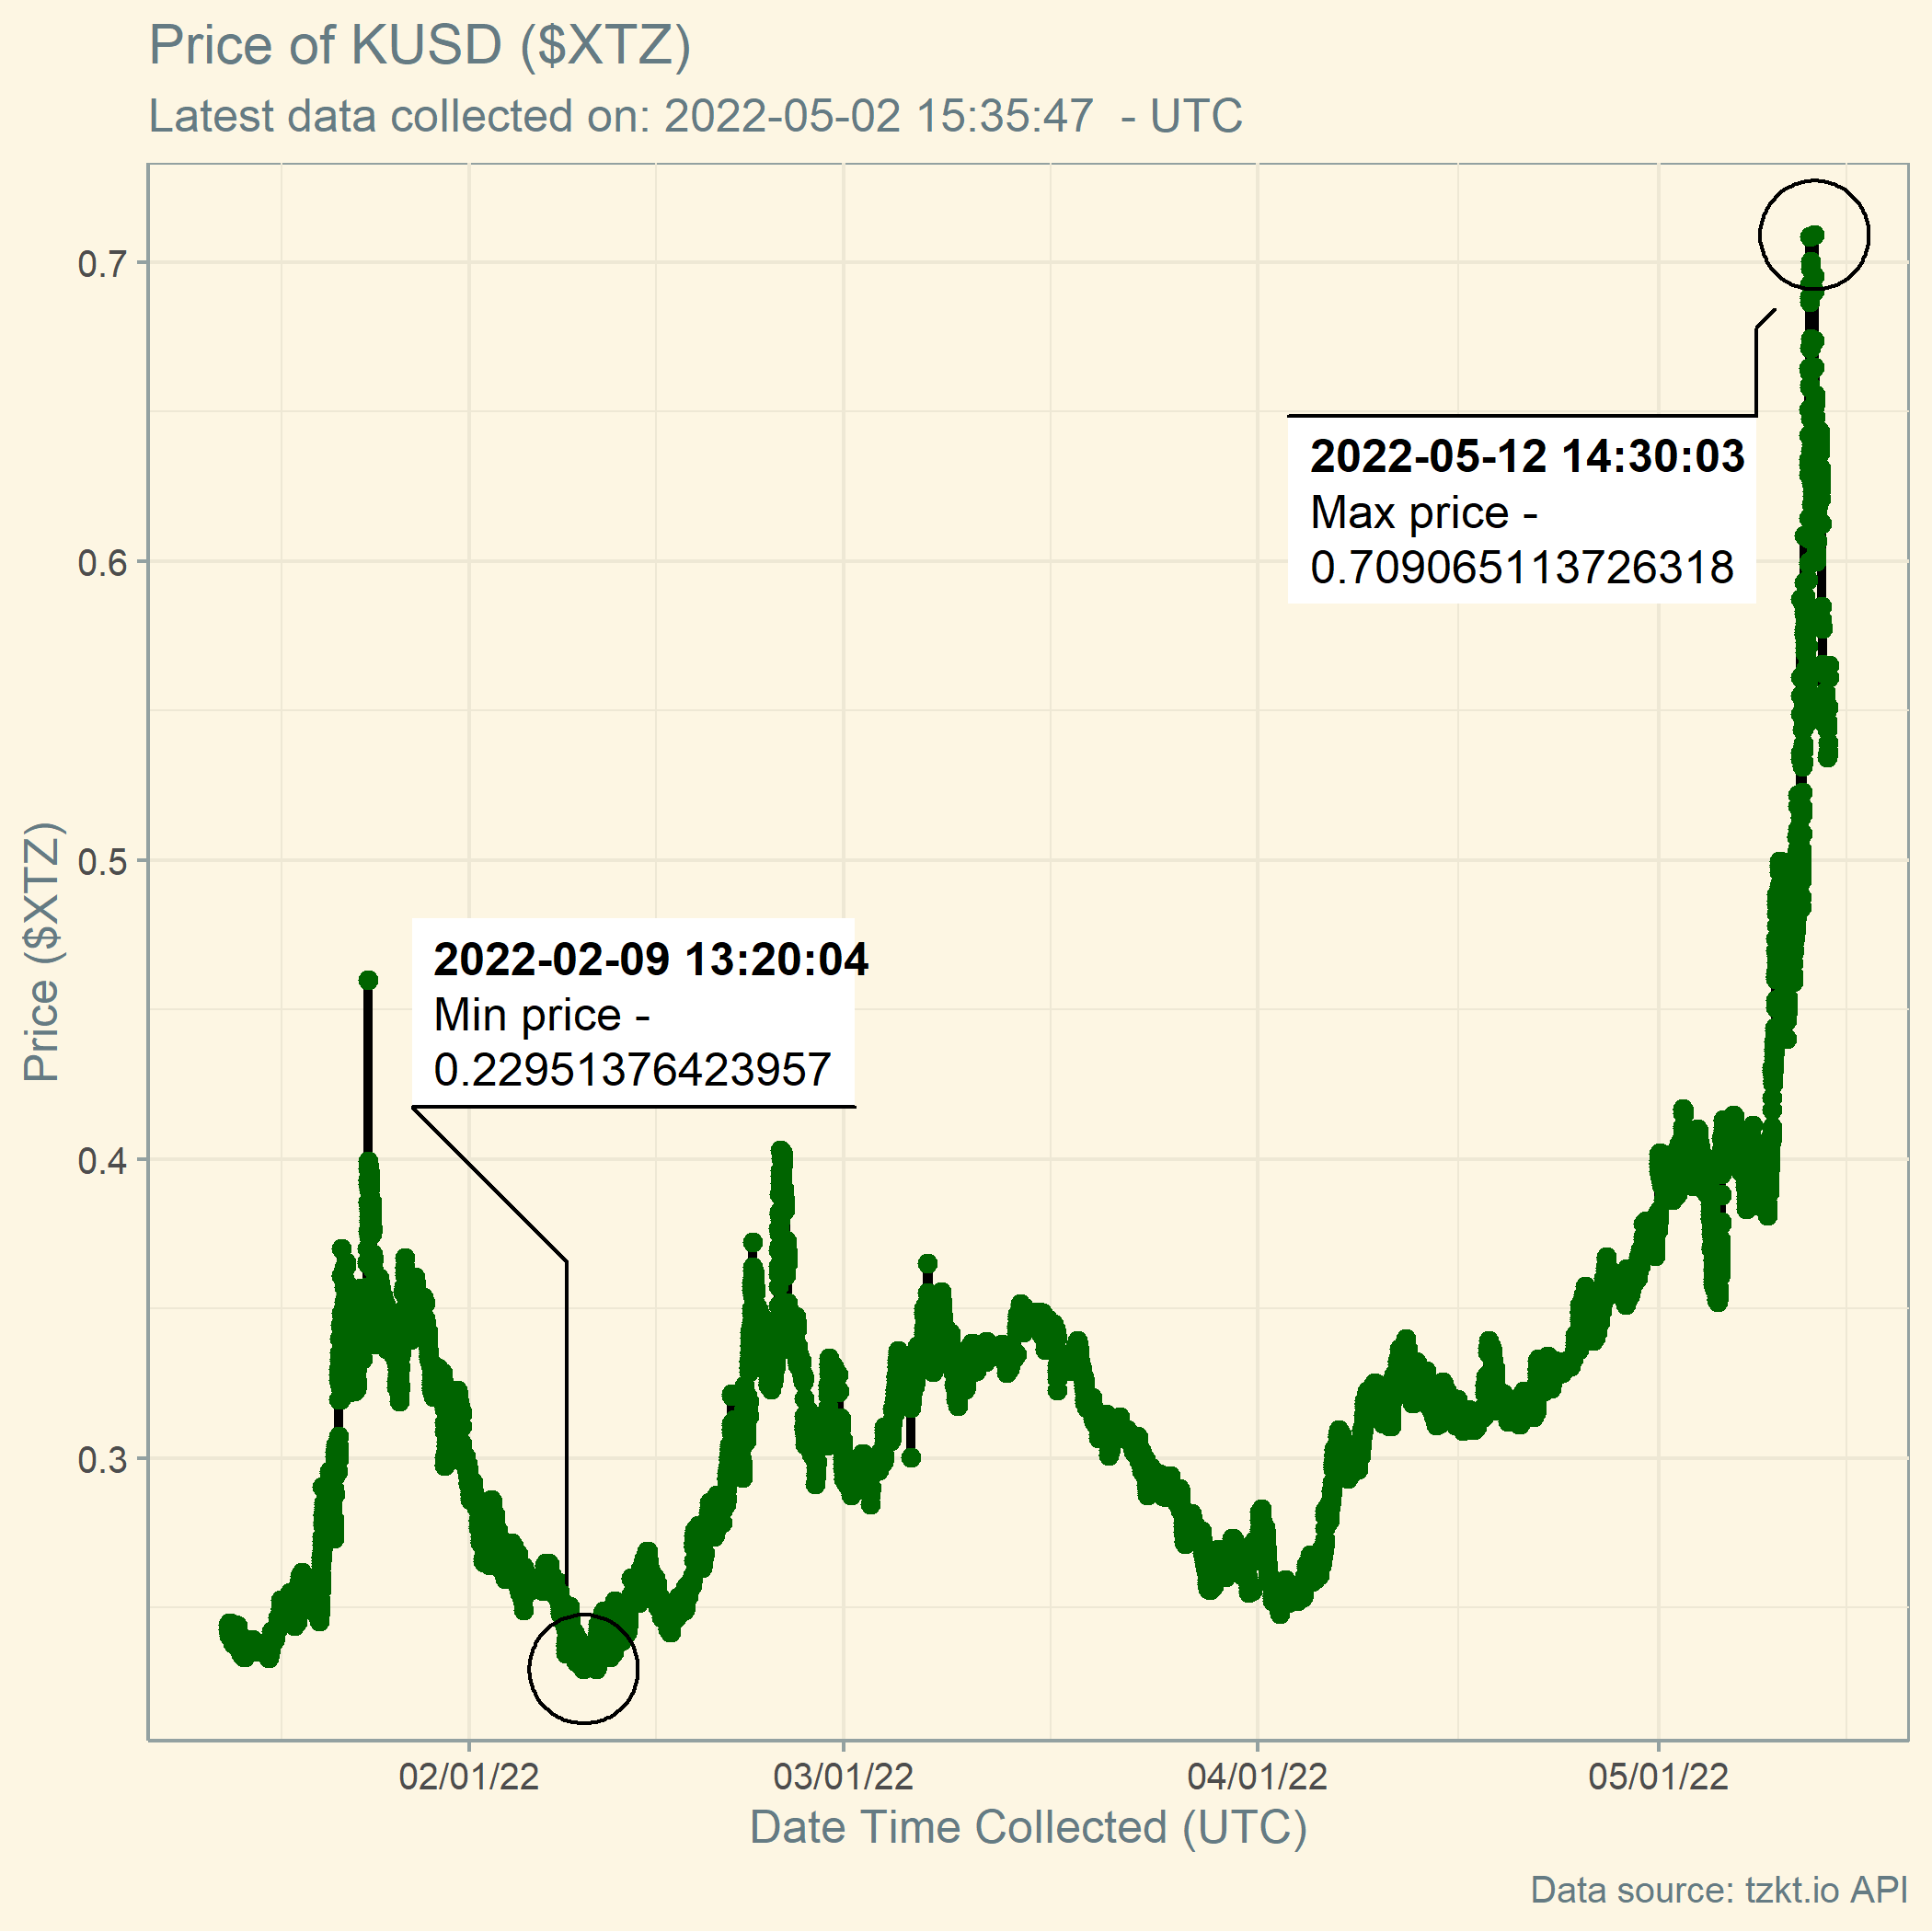 Price of KUSD ($XTZ)
Latest data collected on: 2022-05-02 15:35:47  - UTC
0.7
0.6
0.5
0.4
0.3
Price ($XTZ)
2022-05-12 14:30:03
Max price -
0.709065113726318
2022-02-09 13:20:04
Min price -
0.22951376423957
02/01/22
03/01/22
04/01/22
05/01/22
Date Time Collected (UTC)
Data source: tzkt.io API